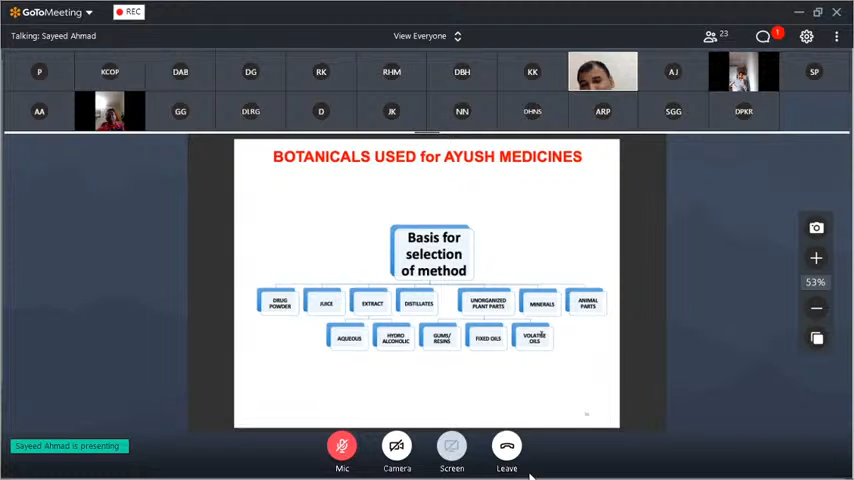 GoToMeeting
REC
Talking: Sayeed Ahmad
View Everyone
23
1
P
KCOP
DAB
DG
RK
RHM
DBH
KK
AJ
SP
AA
GG
DLRG
D
JK
NN
DHNS
ARP
SGG
DPKR
BOTANICALS USED for AYUSH MEDICINES
Basis for
selection
of method
DRUG
POWDER
JUICE
EXTRACT
DISTILLATES
UNORGANIZED
PLANT PARTS
MINERALS
ANIMAL
PARTS
AQUEOUS
HYDRO
ALCOHOLIC
GUMS/
RESINS
FIXED OILS
VOLATILE
OILS
53%
Sayeed Ahmad is presenting
Mic
Camera
Screen
Leave